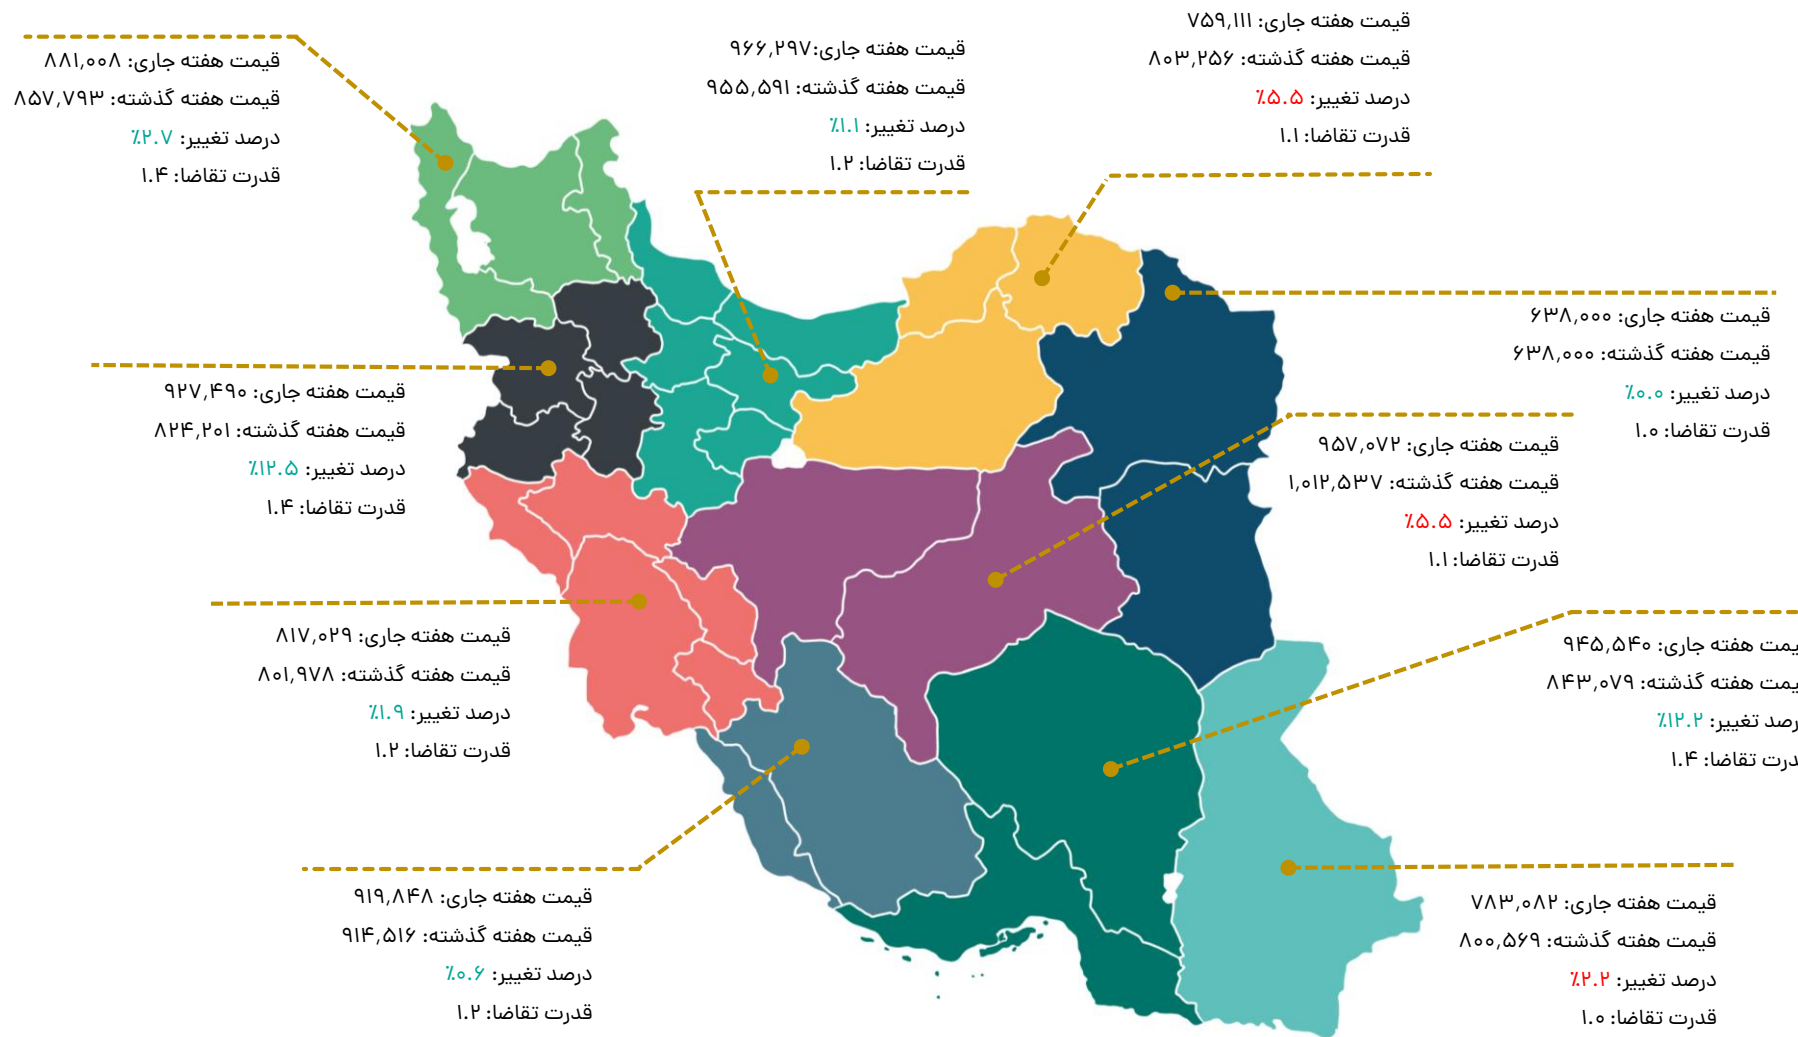 قیمت هفته جاری: ۷۵۹,۱۱۱
قیمت هفته گذشته: ۸۰۳,۲۵۶
درصد تغییر: ٪۵.۵
قدرت تقاضا: ۱.۱
قیمت هفته جاری:۹۶۶,۲۹۷
قیمت هفته گذشته: ۹۵۵,۵۹۱
درصد تغییر: ٪۱.۱
قدرت تقاضا: ۱.۲
قیمت هفته جاری: ۸۸۱,۰۰۸
قیمت هفته گذشته: ۸۵۷,۷۹۳
درصد تغییر: ٪۲.۷
قدرت تقاضا: ۱.۴
قیمت هفته جاری: ۶۳۸,۰۰۰
قیمت هفته گذشته: ۶۳۸,۰۰۰
درصد تغییر: ٪۰.۰
قدرت تقاضا: ۱.۰
قیمت هفته جاری: ۹۵۷,۰۷۲
قیمت هفته گذشته: ۱,۰۱۲,۵۳۷
درصد تغییر: ٪۵.۵
قدرت تقاضا: ۱.۱
قیمت هفته جاری: ۹۲۷,۴۹۰
قیمت هفته گذشته: ۸۲۴,۲۰۱
درصد تغییر: ٪۱۲.۵
قدرت تقاضا: ۱.۴
یمت هفته جاری: ۹۴۵,۵۴۰
یمت هفته گذشته: ۸۴۳,۰۷۹
رصد تغییر: ٪۱۲.۲
درت تقاضا: ۱.۴
قیمت هفته جاری: ۸۱۷,۰۲۹
قیمت هفته گذشته: ۸۰۱,۹۷۸
درصد تغییر: ٪۱.۹
قدرت تقاضا: ۱.۲
قیمت هفته جاری: ۷۸۳,۰۸۲
قیمت هفته گذشته: ۸۰۰,۵۶۹
درصد تغییر: ٪۲.۲
قدرت تقاضا: ۱.۰
قیمت هفته جاری: ۹۱۹,۸۴۸
قیمت هفته گذشته: ۹۱۴,۵۱۶
درصد تغییر: ٪۰.۶
قدرت تقاضا: ۱.۲